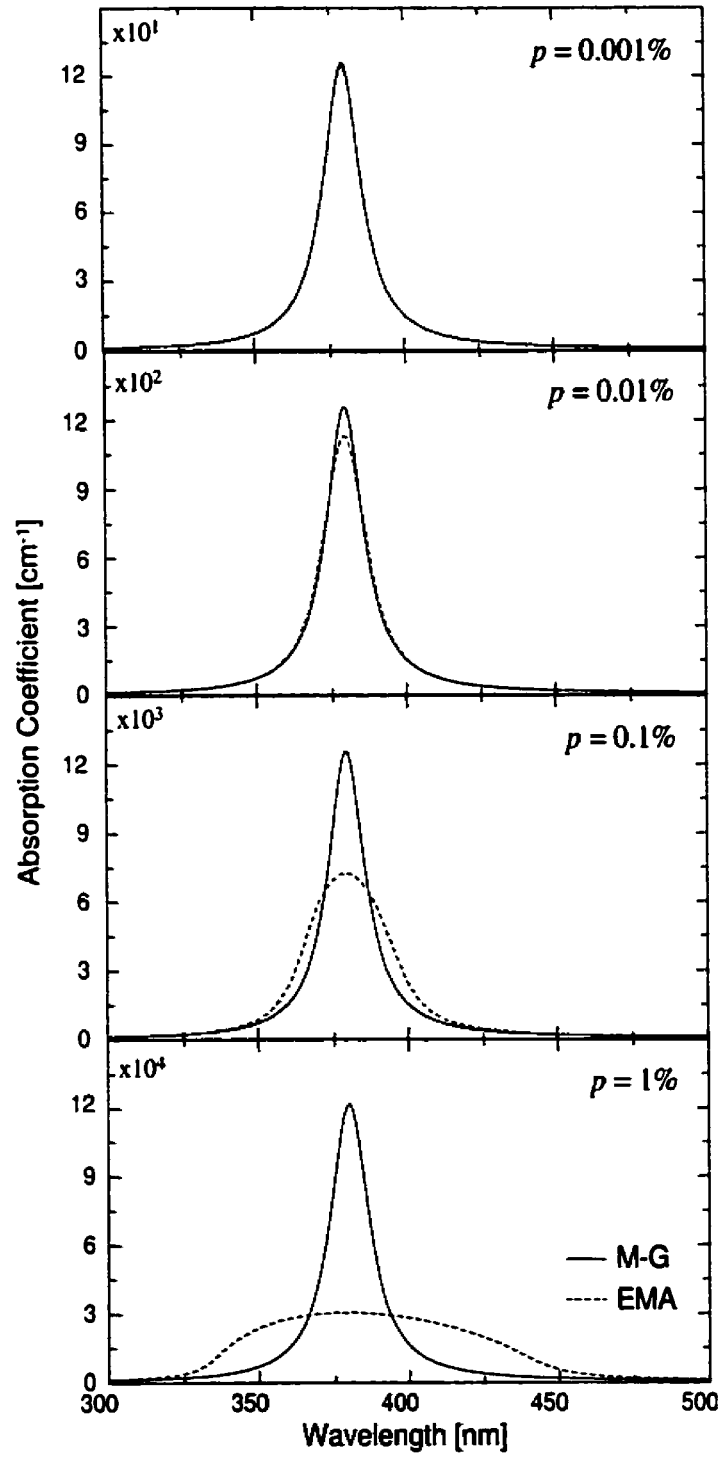 x10¹
p = 0.001%
12
9
6
3
0
x10²
p = 0.01%
12
9
6
3
0
x10³
p = 0.1%
12
9
6
3
0
x10⁴
p = 1%
12
9
6
3
0
M-G
EMA
300
350
400
450
500
Wavelength [nm]
Absorption Coefficient [cm⁻¹]